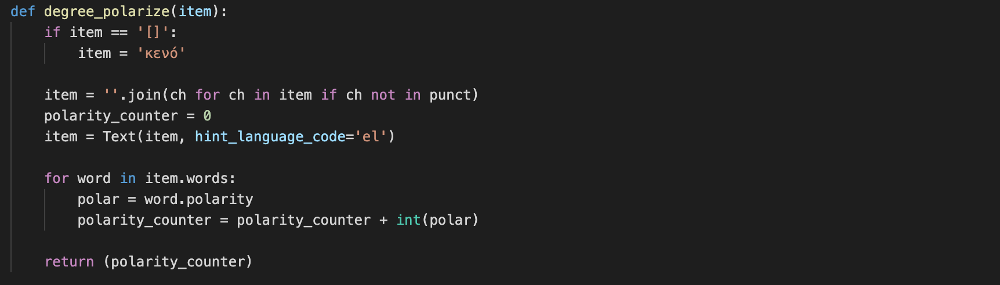 def degree_polarize(item):
    if item == '[]':
        item = 'κενό'

    item = ''.join(ch for ch in item if ch not in punct)
    polarity_counter = 0
    item = Text(item, hint_language_code='el')

    for word in item.words:
        polar = word.polarity
        polarity_counter = polarity_counter + int(polar)

    return (polarity_counter)